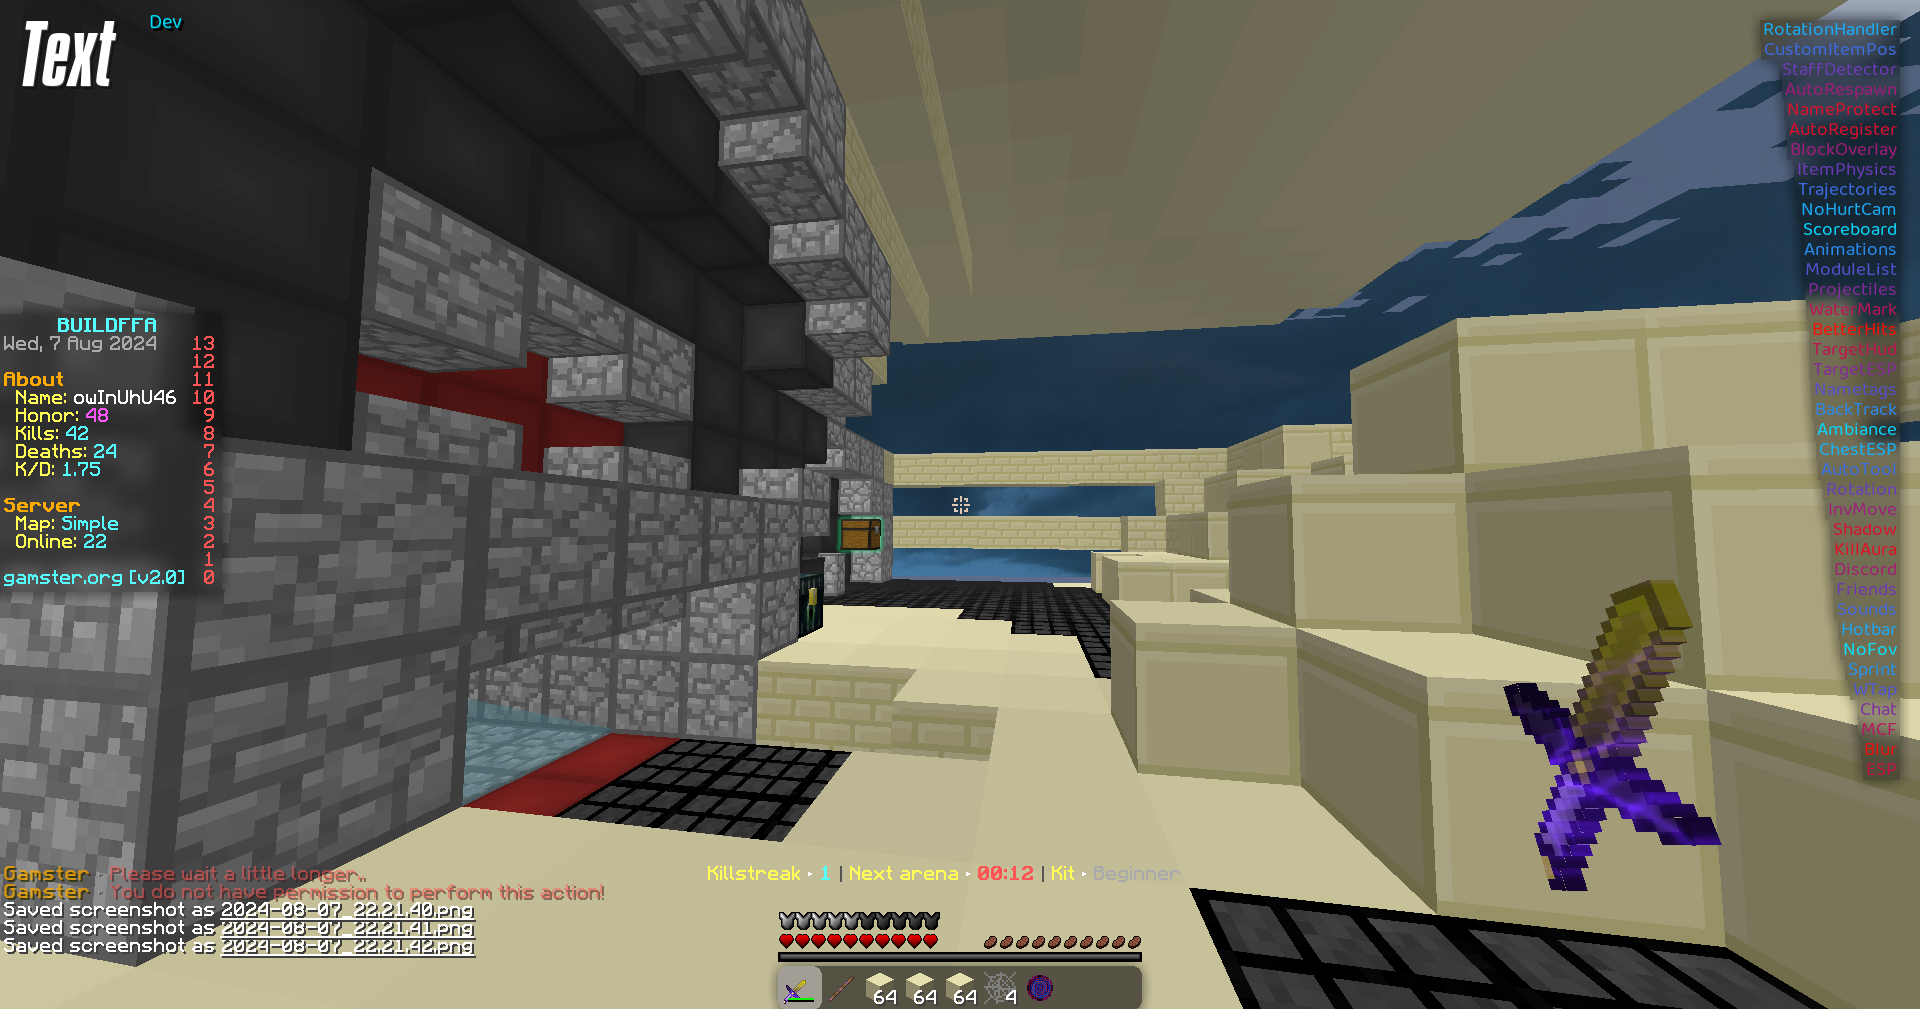 Text
Dev
RotationHandler
CustomItemPos
StaffDetector
AutoRespawn
NameProtect
AutoRegister
BlockOverlay
ItemPhysics
Trajectories
NoHurtCam
Scoreboard
Animations
ModuleList
Projectiles
WaterMark
BetterHits
TargetHud
TargetESP
Nametags
BackTrack
Ambiance
ChestESP
AutoTool
Rotation
InvMove
Shadow
KillAura
Discord
Friends
Sounds
Hotbar
NoFov
Sprint
WTap
Chat
MCF
Blur
ESP
BUILDFFA
Wed, 7 Aug 2024 13
12
About 11
Name: owInUhU46 10
Honor: 48 9
Kills: 42 8
Deaths: 24 7
K/D: 1.75 6
5
Server 4
Map: Simple 3
Online: 22 2
1
gamster.org [v2.0] 0
Gamster · Please wait a little longer..
Gamster · You do not have permission to perform this action!
Saved screenshot as 2024-08-07_22.21.40.png
Saved screenshot as 2024-08-07_22.21.41.png
Saved screenshot as 2024-08-07_22.21.42.png
Killstreak · 1 | Next arena · 00:12 | Kit · Beginner
64 64 64 4